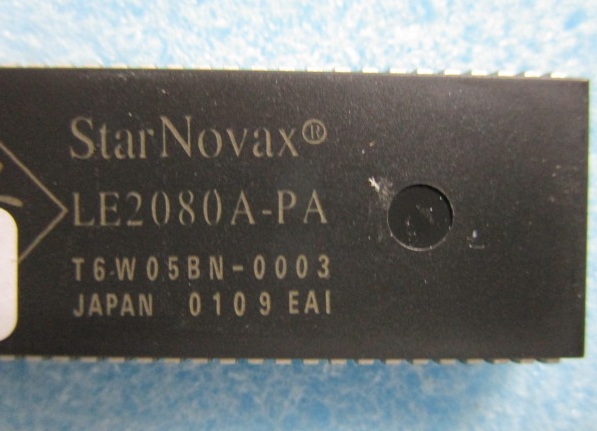 StarNovax®
LE2080A-PA
T6W05BN-0003
JAPAN 0109 EAI